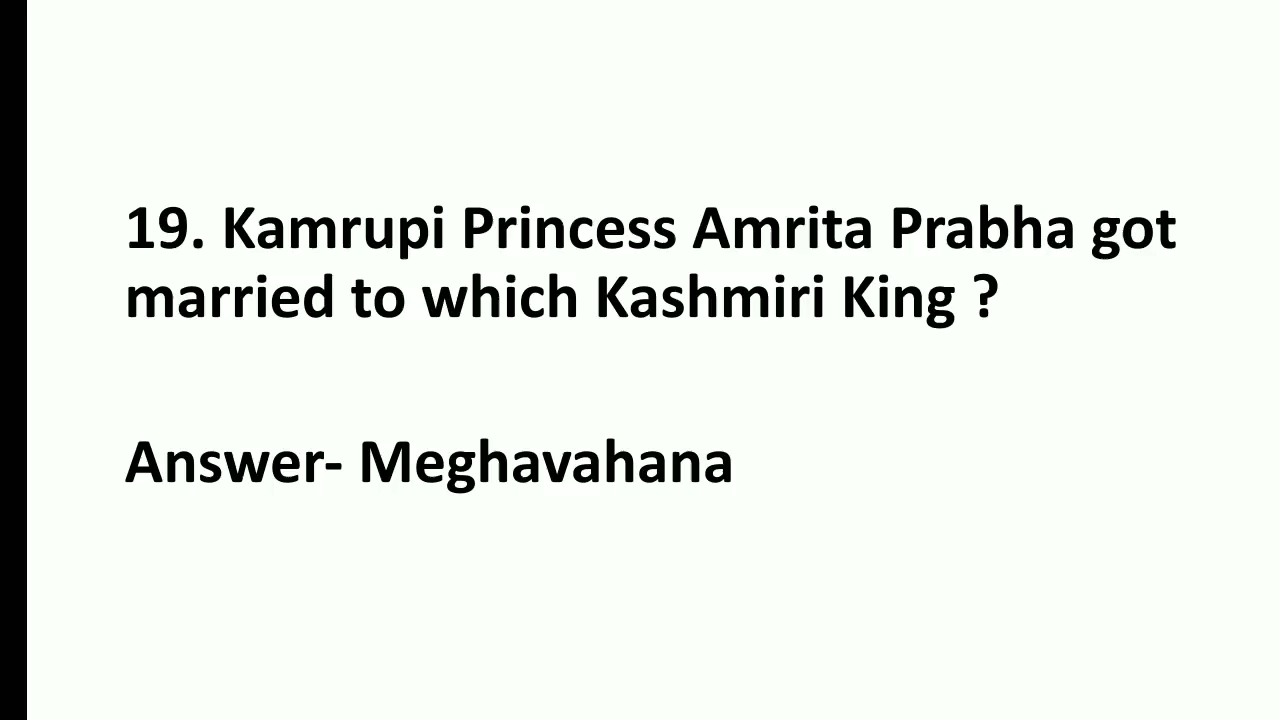 19. Kamrupi Princess Amrita Prabha got
married to which Kashmiri King ?
Answer- Meghavahana